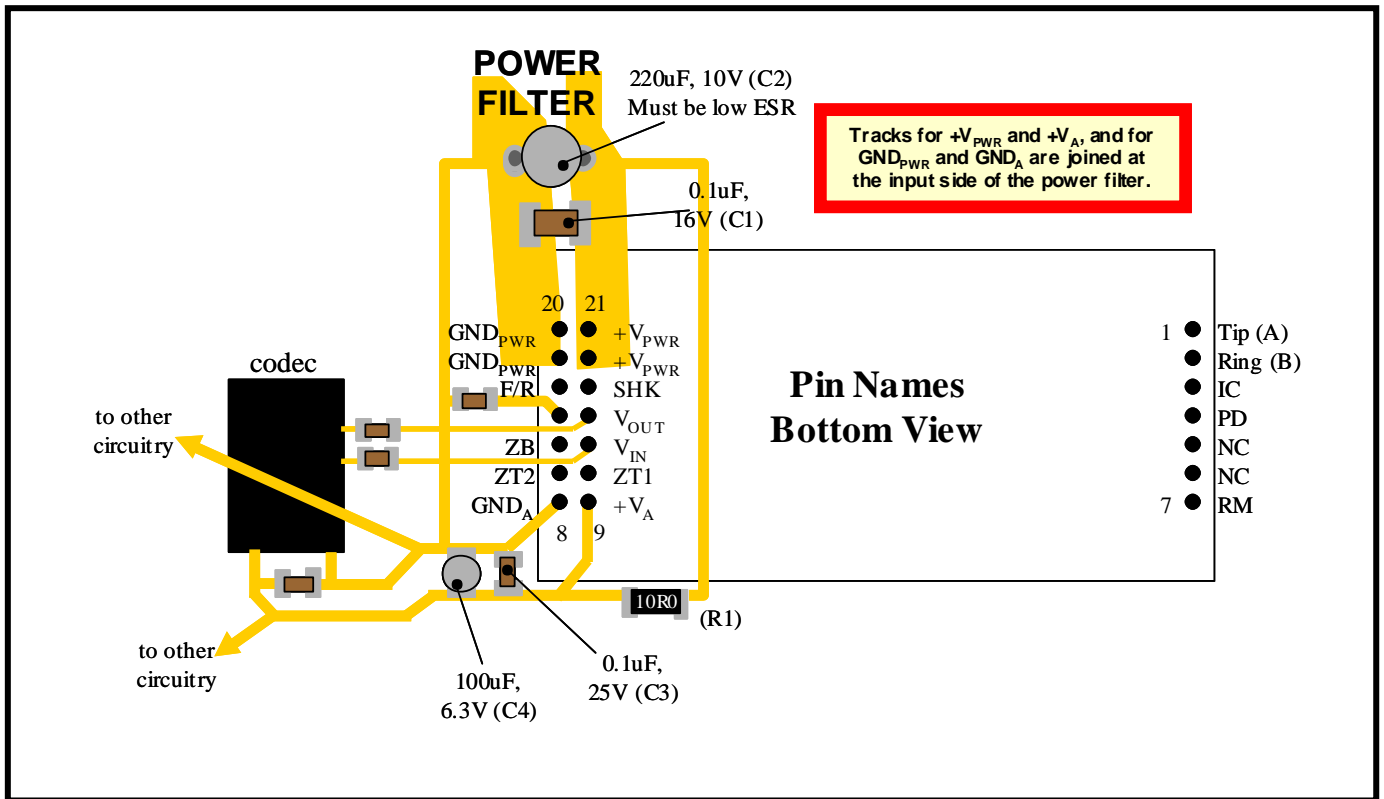 POWER
FILTER
220uF, 10V (C2)
Must be low ESR
Tracks for +VPWR and +VA, and for
GNDPWR and GNDA are joined at
the input side of the power filter.
0.1uF,
16V (C1)
20 21
GNDPWR +VPWR
GNDPWR +VPWR
F/R SHK
VOUT
ZB VIN
ZT2 ZT1
GNDA +VA
8 9
codec
to other
circuitry
Pin Names
Bottom View
1 Tip (A)
Ring (B)
IC
PD
NC
NC
7 RM
10R0
(R1)
to other
circuitry
100uF,
6.3V (C4)
0.1uF,
25V (C3)